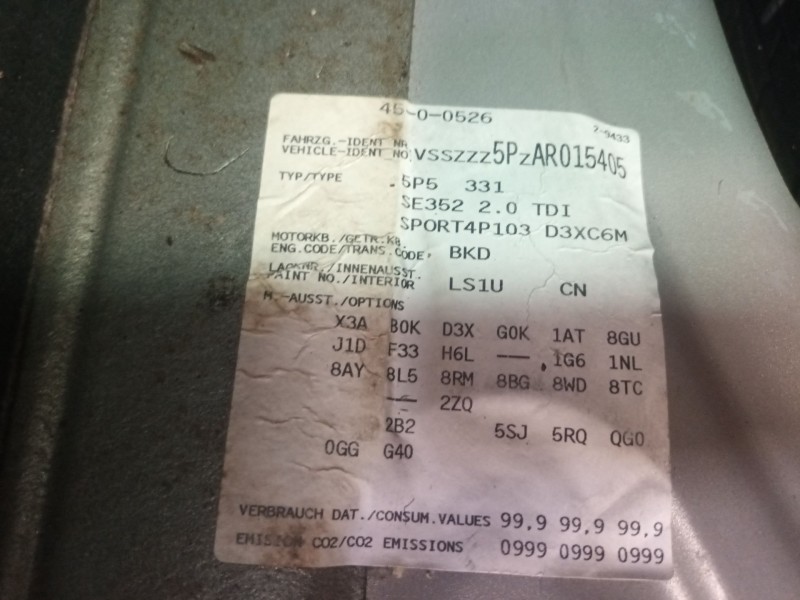 45-0-0526
2-9433
FAHRZG.-IDENT NR
VEHICLE-IDENT NO. VSSZZZ5PZAR015405
TYP/TYPE 5P5 331
SE352 2.0 TDI
SPORT4P103 D3XC6M
MOTORKB./GETR.KB.
ENG.CODE/TRANS.CODE. BKD
LACKNR./INNENAUSST.
PAINT NO./INTERIOR LS1U CN
M.-AUSST./OPTIONS
X3A B0K D3X G0K 1AT 8GU
J1D F33 H6L --- 1G6 1NL
8AY 8L5 8RM 8BG 8WD 8TC
--- 2ZQ
2B2 5SJ 5RQ QG0
0GG G40
VERBRAUCH DAT./CONSUM.VALUES 99,9 99,9 99,9
EMISSION CO2/CO2 EMISSIONS 0999 0999 0999